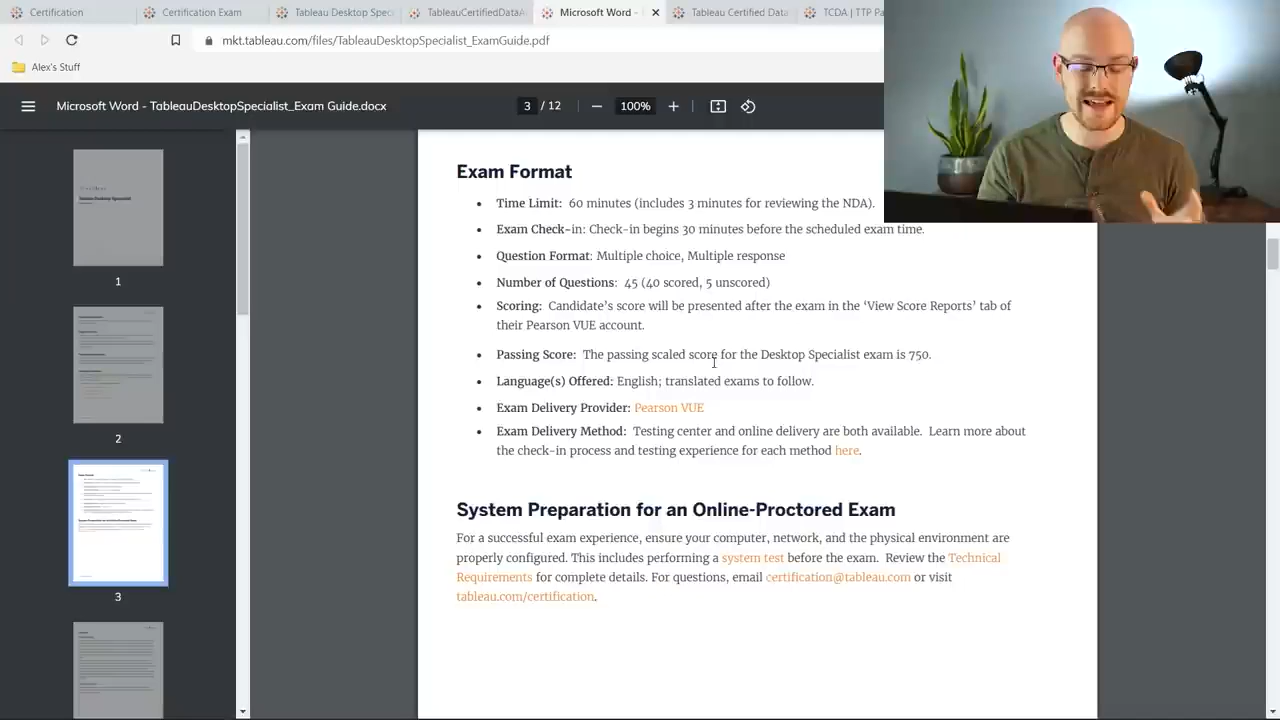 Certification
Certification Exam
Tableau Desktop Spec
TableauCertifiedDataA
Microsoft Word -
Tableau Certified Data
TCDA | TTP Pa
mkt.tableau.com/files/TableauDesktopSpecialist_ExamGuide.pdf
Alex's Stuff
Microsoft Word - TableauDesktopSpecialist_Exam Guide.docx
3 / 12
100%
Exam Format
• Time Limit: 60 minutes (includes 3 minutes for reviewing the NDA).
• Exam Check-in: Check-in begins 30 minutes before the scheduled exam time.
• Question Format: Multiple choice, Multiple response
• Number of Questions: 45 (40 scored, 5 unscored)
• Scoring: Candidate's score will be presented after the exam in the 'View Score Reports' tab of
their Pearson VUE account.
• Passing Score: The passing scaled score for the Desktop Specialist exam is 750.
• Language(s) Offered: English; translated exams to follow.
• Exam Delivery Provider: Pearson VUE
• Exam Delivery Method: Testing center and online delivery are both available. Learn more about
the check-in process and testing experience for each method here.
System Preparation for an Online-Proctored Exam
For a successful exam experience, ensure your computer, network, and the physical environment are
properly configured. This includes performing a system test before the exam. Review the Technical
Requirements for complete details. For questions, email certification@tableau.com or visit
tableau.com/certification.
1
2
3